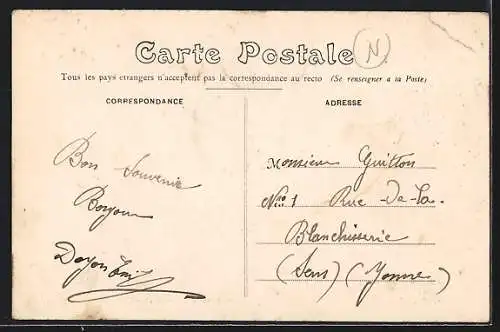 Carte Postale
N
Tous les pays etrangers n'acceptent pas la correspondance au recto (Se renseigner a la Poste)
CORRESPONDANCE
ADRESSE
Bon Souvenir
Monsieur Guitton
No 1 Rue de la
Blanchisserie
(Sens) (Yonne)